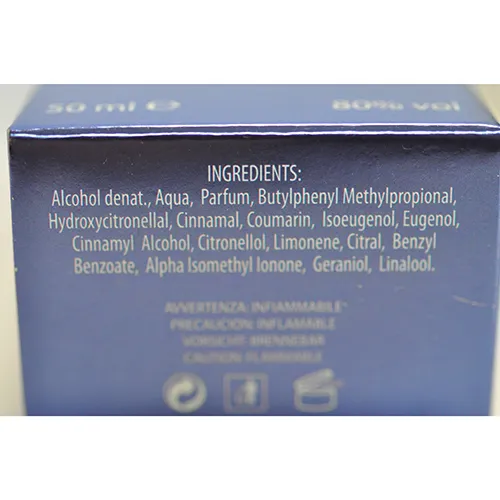 50 ml e
80% vol
INGREDIENTS:
Alcohol denat., Aqua, Parfum, Butylphenyl Methylpropional,
Hydroxycitronellal, Cinnamal, Coumarin, Isoeugenol, Eugenol,
Cinnamyl Alcohol, Citronellol, Limonene, Citral, Benzyl
Benzoate, Alpha Isomethyl Ionone, Geraniol, Linalool.
AVVERTENZA: INFIAMMABILE
PRECAUCIÓN: INFLAMABLE
VORSICHT: BRENNBAR
CAUTION: FLAMMABLE